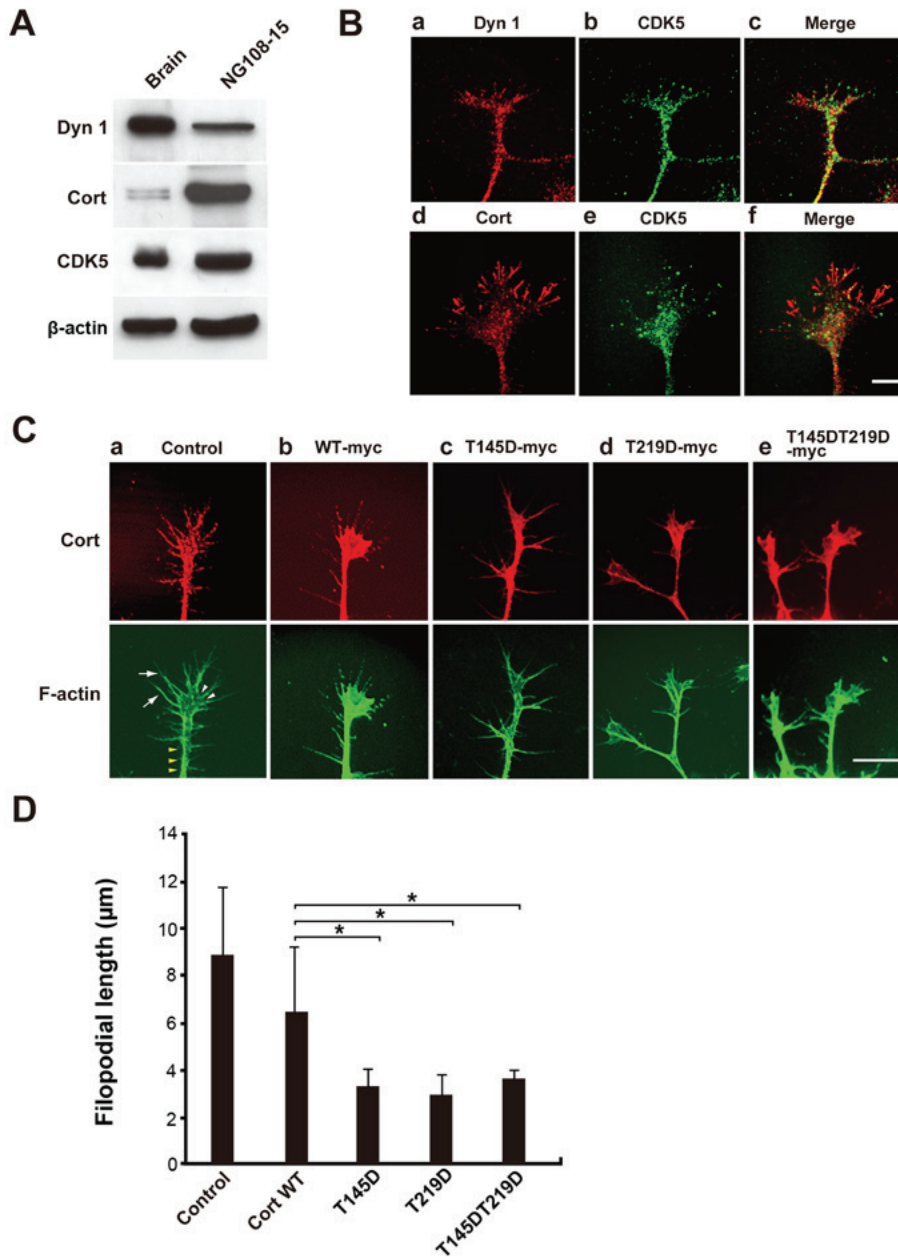 A
Brain NG108-15
Dyn 1
Cort
CDK5
β-actin
B
a Dyn 1 b CDK5 c Merge
d Cort e CDK5 f Merge
C
a Control b WT-myc c T145D-myc d T219D-myc e T145DT219D
-myc
Cort
F-actin
D
Filopodial length (µm)
14
12
10
8
6
4
2
0
* 
*
*
Control Cort WT T145D T219D T145DT219D